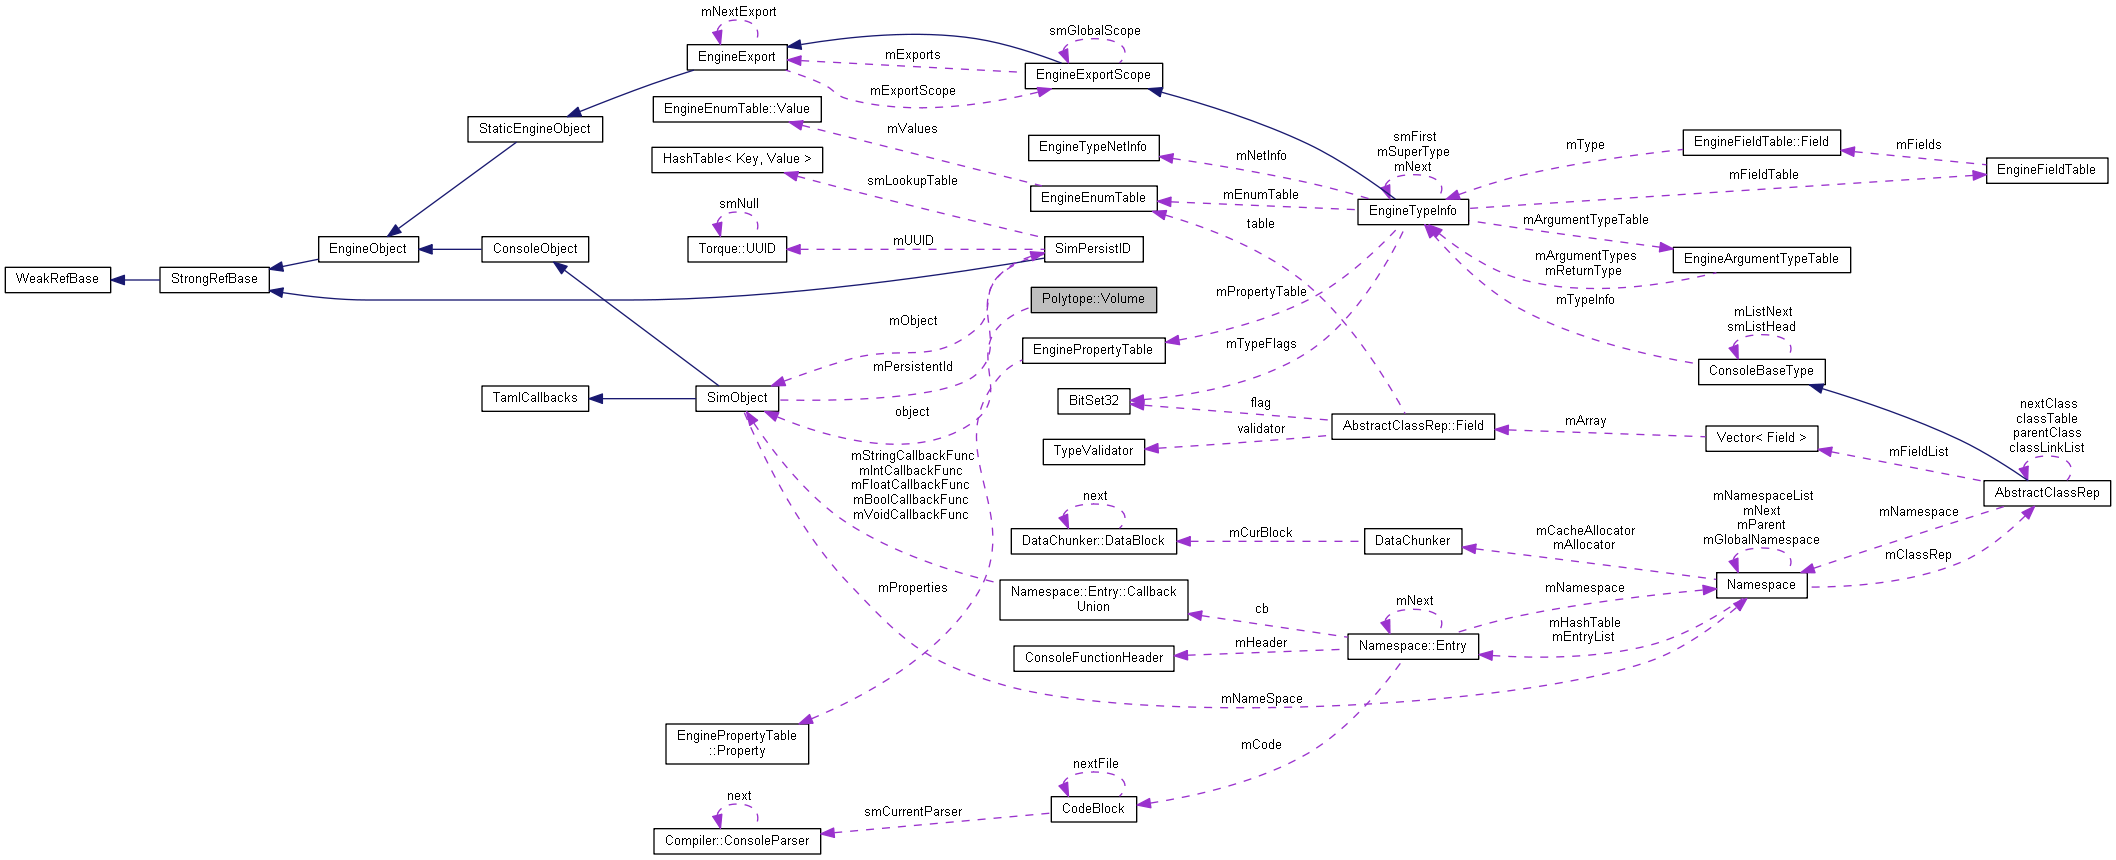 mNextExport
EngineExport
smGlobalScope
EngineExportScope
mExports
mExportScope
EngineEnumTable::Value
StaticEngineObject
mValues
HashTable< Key, Value >
smLookupTable
EngineTypeNetInfo
mNetInfo
smFirst
mSuperType
mNext
EngineTypeInfo
mType
EngineFieldTable::Field
mFields
EngineFieldTable
mFieldTable
EngineEnumTable
mEnumTable
table
smNull
Torque::UUID
mUUID
SimPersistID
mArgumentTypeTable
EngineArgumentTypeTable
mArgumentTypes
mReturnType
mTypeInfo
EngineObject
ConsoleObject
WeakRefBase
StrongRefBase
Polytope::Volume
mPropertyTable
mObject
mListNext
smListHead
ConsoleBaseType
EnginePropertyTable
mTypeFlags
mPersistentId
TamlCallbacks
SimObject
object
BitSet32
flag
AbstractClassRep::Field
validator
TypeValidator
mArray
Vector< Field >
mFieldList
nextClass
classTable
parentClass
classLinkList
AbstractClassRep
mStringCallbackFunc
mIntCallbackFunc
mFloatCallbackFunc
mBoolCallbackFunc
mVoidCallbackFunc
next
DataChunker::DataBlock
mCurBlock
DataChunker
mCacheAllocator
mAllocator
mNamespaceList
mNext
mParent
mGlobalNamespace
Namespace
mNamespace
mClassRep
mProperties
Namespace::Entry::Callback
Union
cb
mNext
Namespace::Entry
mNamespace
mHashTable
mEntryList
mHeader
ConsoleFunctionHeader
mNameSpace
EnginePropertyTable
::Property
mCode
nextFile
CodeBlock
smCurrentParser
next
Compiler::ConsoleParser